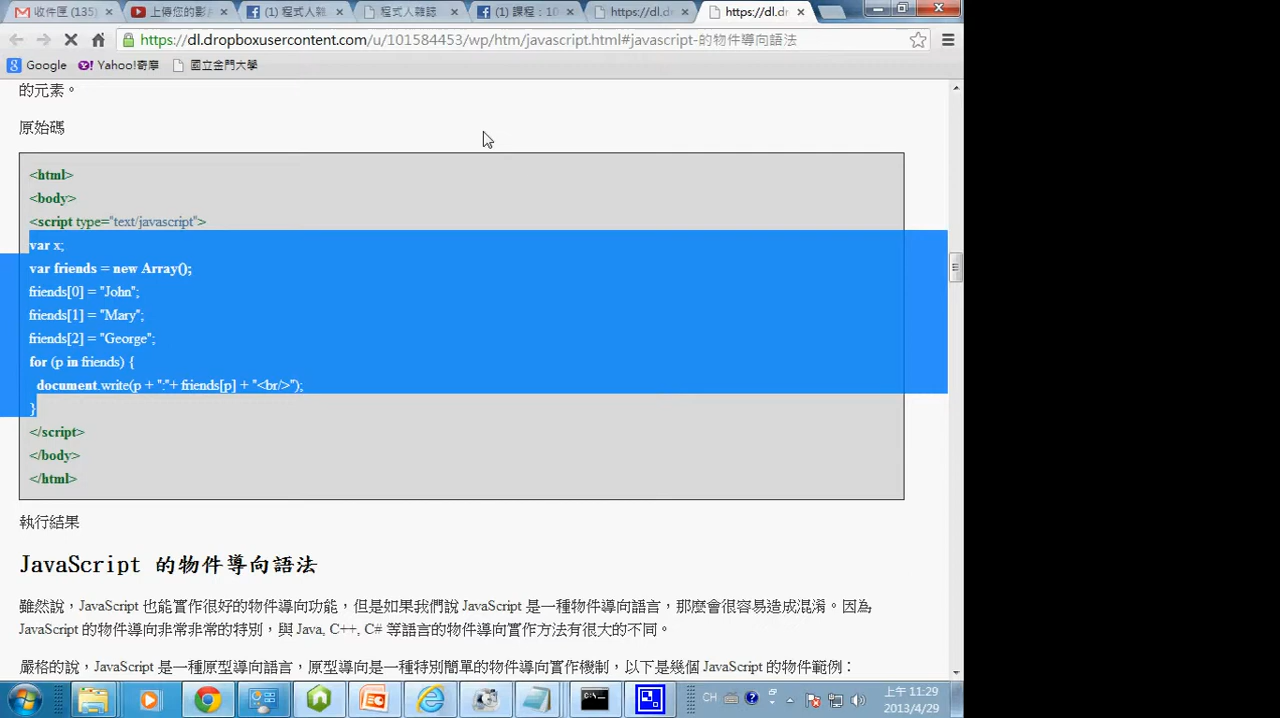 收件匣 (135)
上傳您的影
(1) 程式人雜
程式人雜誌
(1) 課程：10
https://dl.d
https://dl.d
https://dl.dropboxusercontent.com/u/101584453/wp/htm/javascript.html#javascript-的物件導向語法
Google
Yahoo!奇摩
國立金門大學
的元素。
原始碼
<html>
<body>
<script type="text/javascript">
var x;
var friends = new Array();
friends[0] = "John";
friends[1] = "Mary";
friends[2] = "George";
for (p in friends) {
document.write(p + ":"+ friends[p] + "<br/>");
}
</script>
</body>
</html>
執行結果
JavaScript 的物件導向語法
雖然說，JavaScript 也能實作很好的物件導向功能，但是如果我們說 JavaScript 是一種物件導向語言，那麼會很容易造成混淆。因為
JavaScript 的物件導向非常非常的特別，與 Java, C++, C# 等語言的物件導向實作方法有很大的不同。
嚴格的說，JavaScript 是一種原型導向語言，原型導向是一種特別簡單的物件導向實作機制，以下是幾個 JavaScript 的物件範例：
CH
上午 11:29
2013/4/29